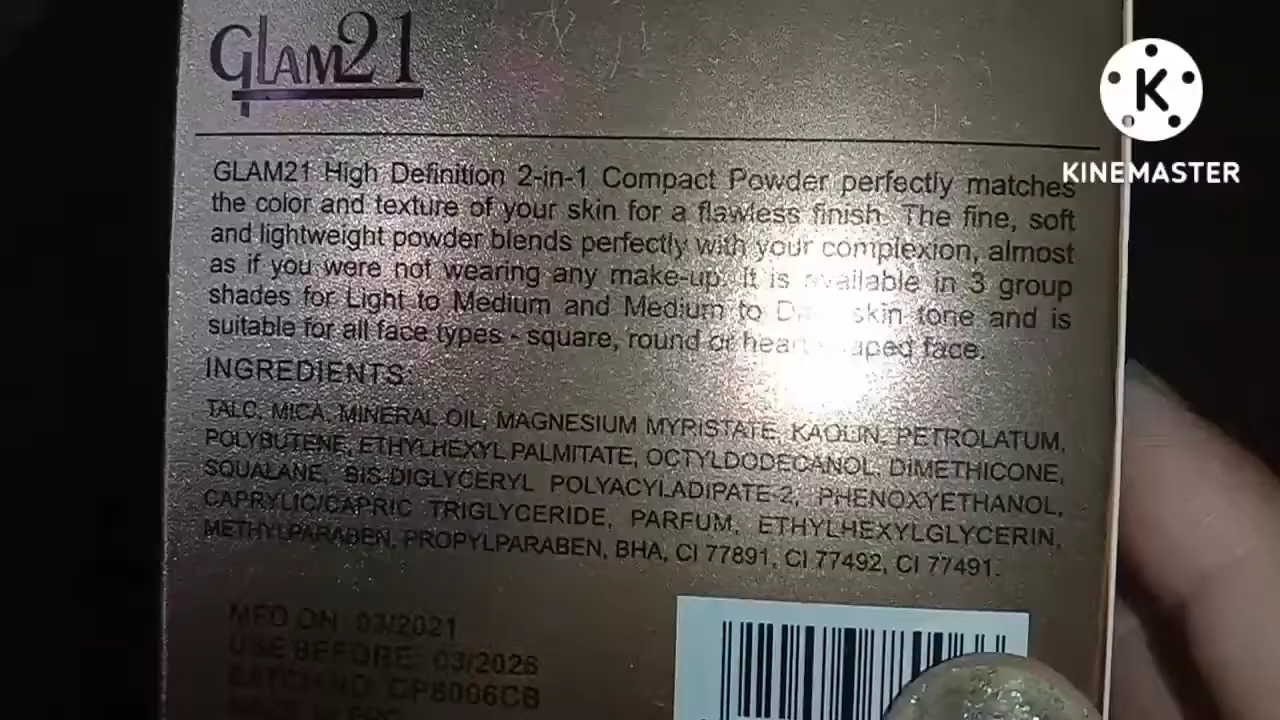 GLAM21
K
KINEMASTER
GLAM21 High Definition 2-in-1 Compact Powder perfectly matches
the color and texture of your skin for a flawless finish. The fine, soft
and lightweight powder blends perfectly with your complexion, almost
as if you were not wearing any make-up. It is available in 3 group
shades for Light to Medium and Medium to skin tone and is
suitable for all face types - square, round or face.
INGREDIENTS:
TALC, MICA, MINERAL OIL, MAGNESIUM MYRISTATE, KAOLIN, PETROLATUM,
POLYBUTENE, ETHYLHEXYL PALMITATE, OCTYLDODECANOL, DIMETHICONE,
SQUALANE, BIS-DIGLYCERYL POLYACYLADIPATE-2, PHENOXYETHANOL,
CAPRYLIC/CAPRIC TRIGLYCERIDE, PARFUM, ETHYLHEXYLGLYCERIN,
METHYLPARABEN, PROPYLPARABEN, BHA, CI 77891, CI 77492, CI 77491.
MFD ON: 03/2021
USE BEFORE: 03/2026
BATCH NO: CP8006CB